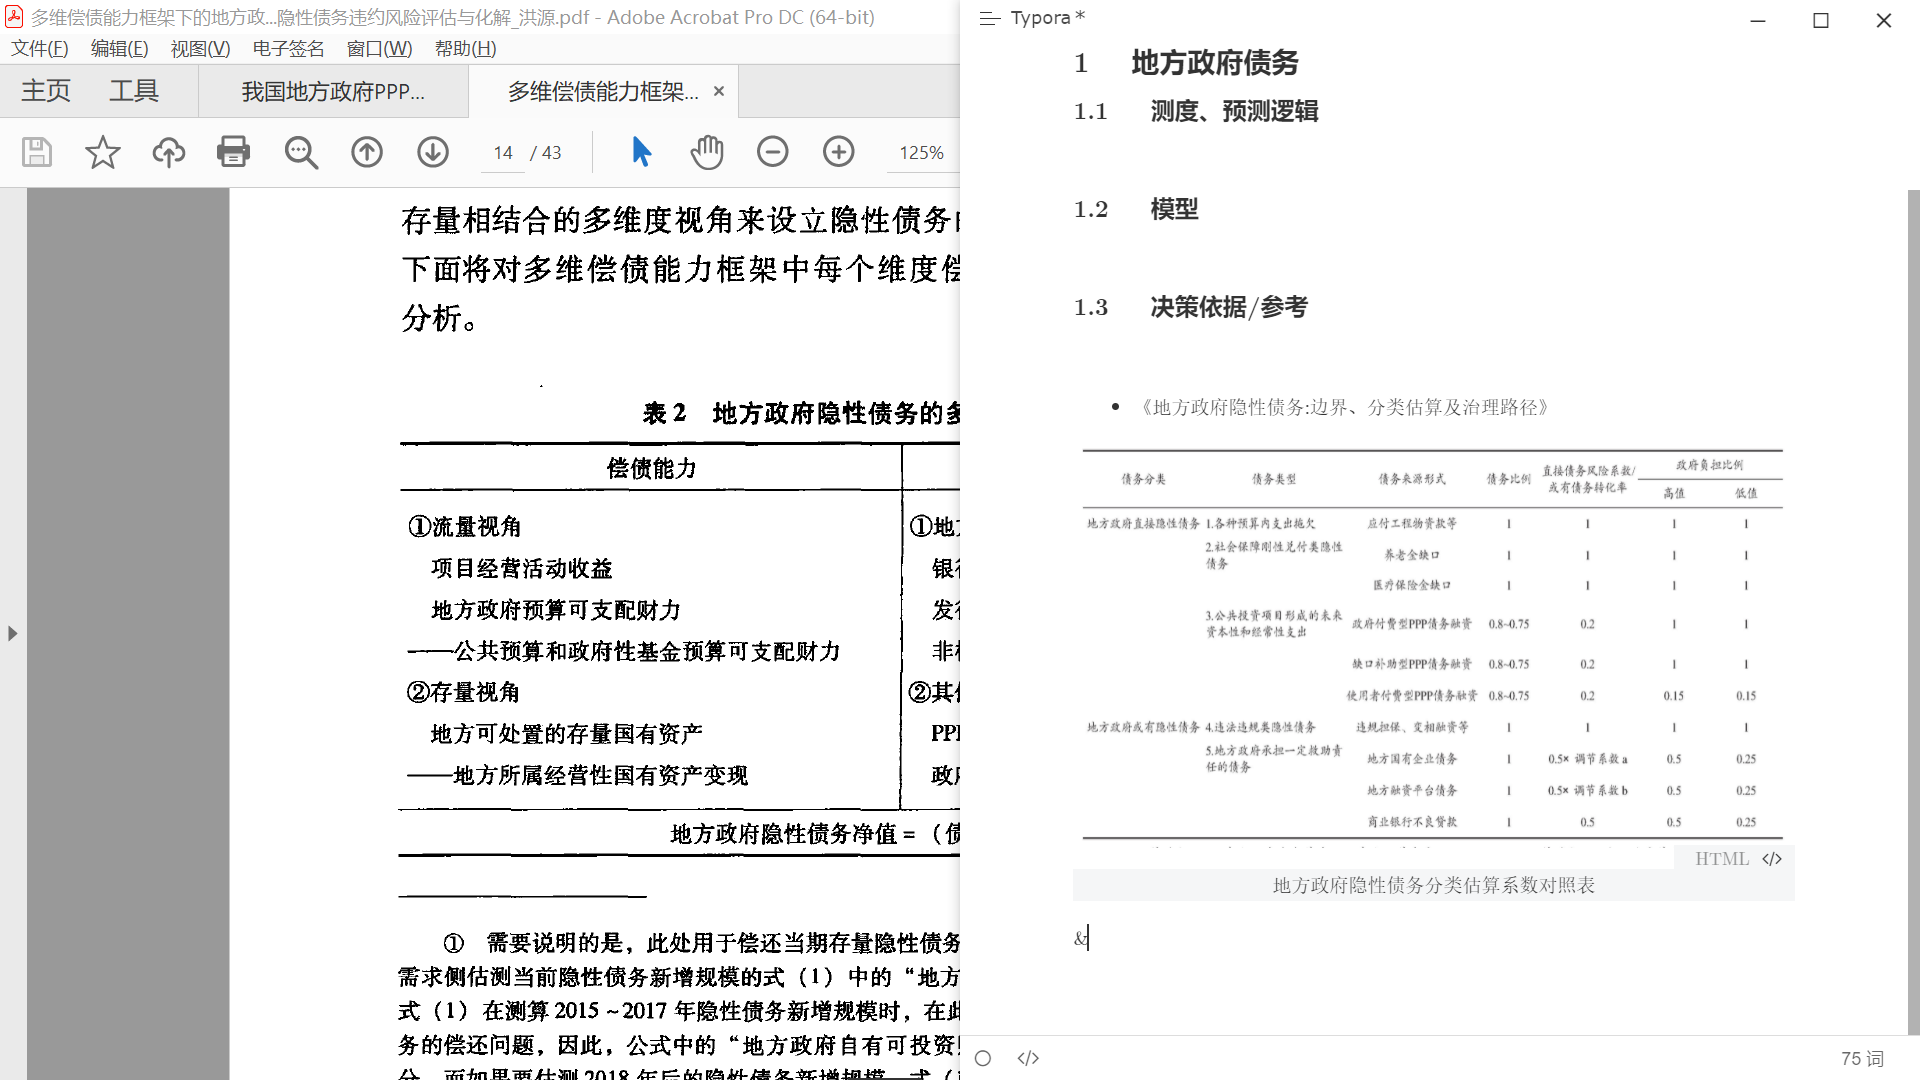 多维偿债能力框架下的地方政...隐性债务违约风险评估与化解_洪源.pdf - Adobe Acrobat Pro DC (64-bit)
文件(F) 编辑(E) 视图(V) 电子签名 窗口(W) 帮助(H)
主页 工具 我国地方政府PPP... 多维偿债能力框架... ×
14 / 43 125%
存量相结合的多维度视角来设立隐性债务
下面将对多维偿债能力框架中每个维度偿
分析。
表 2 地方政府隐性债务的多
偿债能力
①流量视角 ①地
项目经营活动收益 银
地方政府预算可支配财力 发
——公共预算和政府性基金预算可支配财力 非
②存量视角 ②其
地方可处置的存量国有资产 PP
——地方所属经营性国有资产变现 政
地方政府隐性债务净值 = (债
① 需要说明的是，此处用于偿还当期存量隐性债务
需求侧估测当前隐性债务新增规模的式 (1) 中的“地方
式 (1) 在测算 2015～2017 年隐性债务新增规模时，在此
务的偿还问题，因此，公式中的“地方政府自有可投资
分，而如果要估测 2018 年后的隐性债务新增规模，式 (
Typora*
1 地方政府债务
1.1 测度、预测逻辑
1.2 模型
1.3 决策依据/参考
• 《地方政府隐性债务:边界、分类估算及治理路径》
债务分类 债务类型 债务来源形式 债务比例 直接债务风险系数/或有债务转化率 政府负担比例
高值 低值
地方政府直接隐性债务 1.各种预算内支出拖欠 应付工程物资款等 1 1 1 1
2.社会保障刚性兑付类隐性债务 养老金缺口 1 1 1 1
医疗保险金缺口 1 1 1 1
3.公共投资项目形成的未来资本性和经常性支出 政府付费型PPP债务融资 0.8~0.75 0.2 1 1
缺口补助型PPP债务融资 0.8~0.75 0.2 1 1
使用者付费型PPP债务融资 0.8~0.75 0.2 0.15 0.15
地方政府或有隐性债务 4.违法违规类隐性债务 违规担保、变相融资等 1 1 1 1
5.地方政府承担一定救助责任的债务 地方国有企业债务 1 0.5× 调节系数 a 0.5 0.25
地方融资平台债务 1 0.5× 调节系数 b 0.5 0.25
商业银行不良贷款 1 0.5 0.5 0.25
HTML </>
地方政府隐性债务分类估算系数对照表
&
</> 75 词